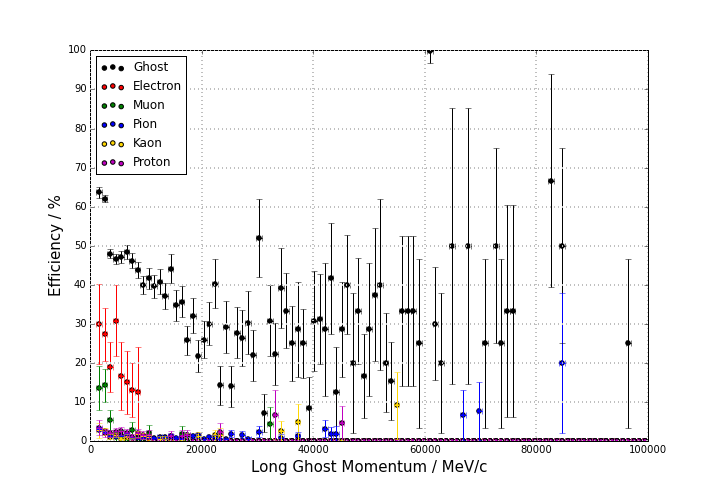 100
90
80
70
60
50
40
30
20
10
0
Efficiency / %
Ghost
Electron
Muon
Pion
Kaon
Proton
0 20000 40000 60000 80000 100000
Long Ghost Momentum / MeV/c